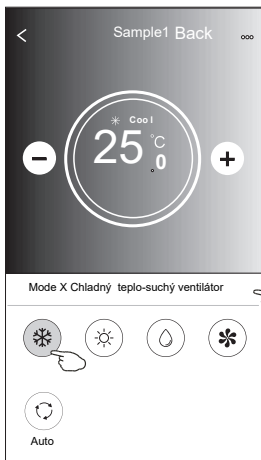 Sample1 Back
Cool
25 °C
0
Mode X Chladný teplo-suchý ventilátor
Auto